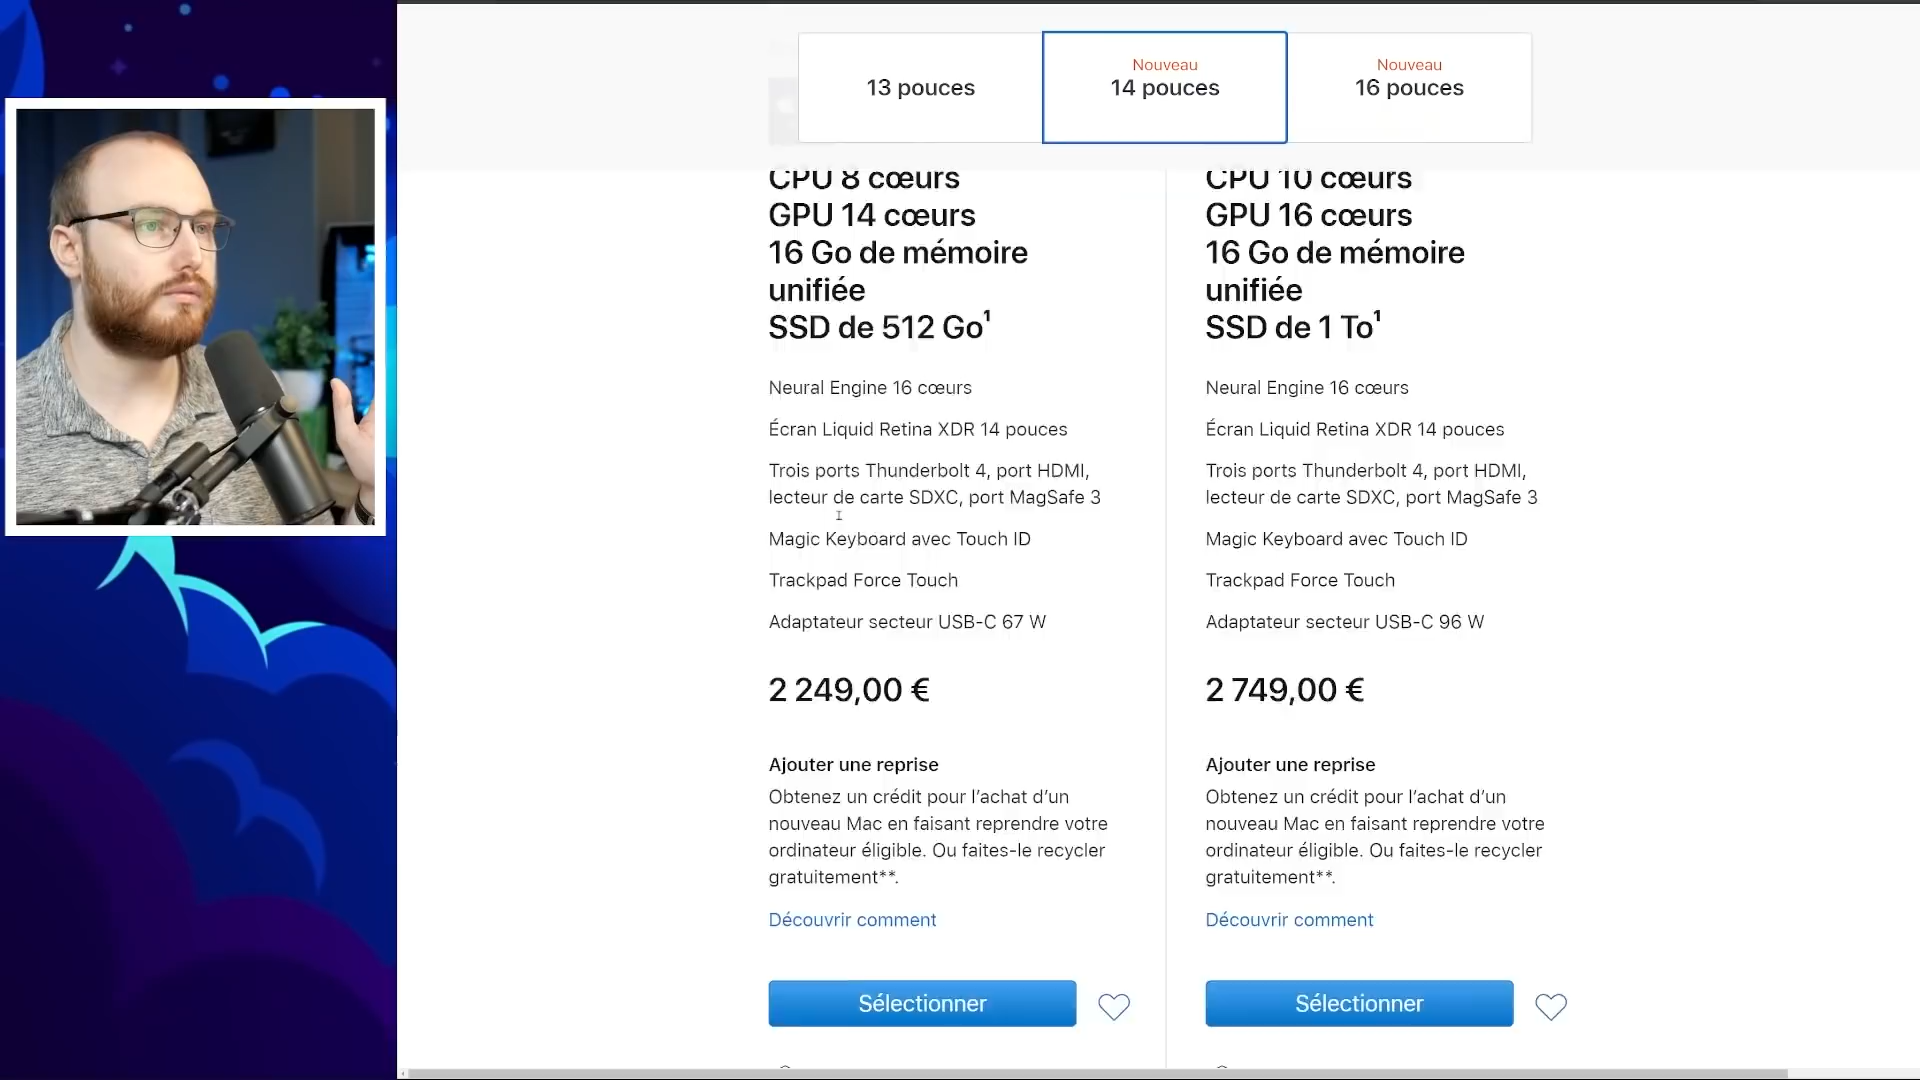 13 pouces
Nouveau
14 pouces
Nouveau
16 pouces
CPU 8 cœurs
GPU 14 cœurs
16 Go de mémoire
unifiée
SSD de 512 Go¹
Neural Engine 16 cœurs
Écran Liquid Retina XDR 14 pouces
Trois ports Thunderbolt 4, port HDMI,
lecteur de carte SDXC, port MagSafe 3
Magic Keyboard avec Touch ID
Trackpad Force Touch
Adaptateur secteur USB-C 67 W
2 249,00 €
Ajouter une reprise
Obtenez un crédit pour l’achat d’un
nouveau Mac en faisant reprendre votre
ordinateur éligible. Ou faites-le recycler
gratuitement**.
Découvrir comment
Sélectionner
CPU 10 cœurs
GPU 16 cœurs
16 Go de mémoire
unifiée
SSD de 1 To¹
Neural Engine 16 cœurs
Écran Liquid Retina XDR 14 pouces
Trois ports Thunderbolt 4, port HDMI,
lecteur de carte SDXC, port MagSafe 3
Magic Keyboard avec Touch ID
Trackpad Force Touch
Adaptateur secteur USB-C 96 W
2 749,00 €
Ajouter une reprise
Obtenez un crédit pour l’achat d’un
nouveau Mac en faisant reprendre votre
ordinateur éligible. Ou faites-le recycler
gratuitement**.
Découvrir comment
Sélectionner